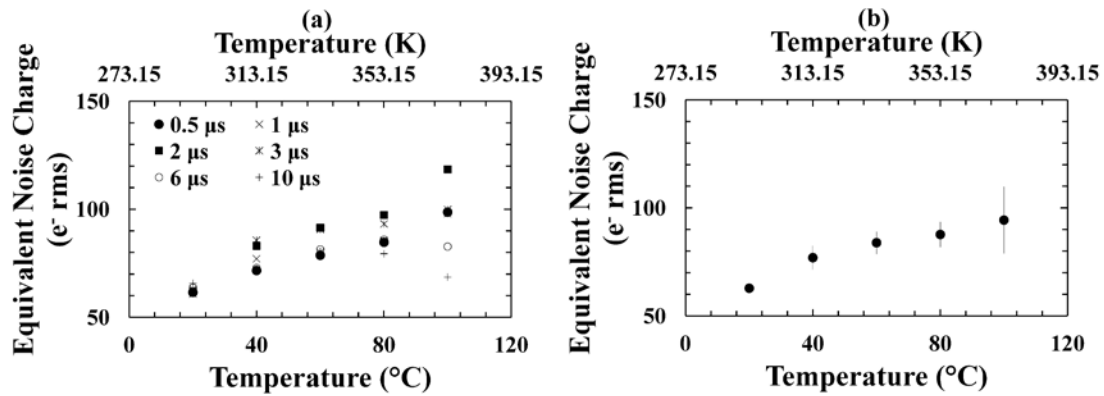 (a)
Temperature (K)
273.15 313.15 353.15 393.15
Equivalent Noise Charge
(e⁻ rms)
150
100
50
0.5 µs
1 µs
2 µs
3 µs
6 µs
10 µs
0 40 80 120
Temperature (°C)
(b)
Temperature (K)
273.15 313.15 353.15 393.15
Equivalent Noise Charge
(e⁻ rms)
150
100
50
0 40 80 120
Temperature (°C)